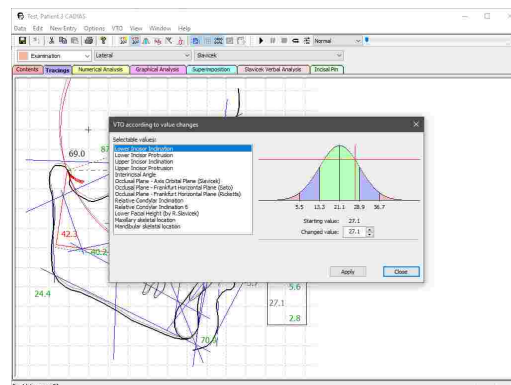 Test, Patient2 CADIAS
Data Edit New Entry Options VTO View Window Help
Normal
Examination Lateral Slavicek
Contents Tracings Numerical Analysis Graphical Analysis Superimposition Slavicek Verbal Analysis Incisal Pin
VTO according to value changes
Selectable values:
Lower Incisor Inclination
Lower Incisor Protrusion
Upper Incisor Inclination
Upper Incisor Protrusion
Interincisal Angle
Occlusal Plane - Axis Orbital Plane (Slavicek)
Occlusal Plane - Frankfurt Horizontal Plane (Seto)
Occlusal Plane - Frankfurt Horizontal Plane (Ricketts)
Relative Condylar Inclination
Relative Condylar Inclination 6
Lower Facial Height (by R.Slavicek)
Maxillary skeletal location
Mandibular skeletal location
5.5 13.3 21.1 28.9 36.7
Starting value: 27.1
Changed value: 27.1
Apply Close
69.0
42.3
24.4
5.6
27.1
2.8